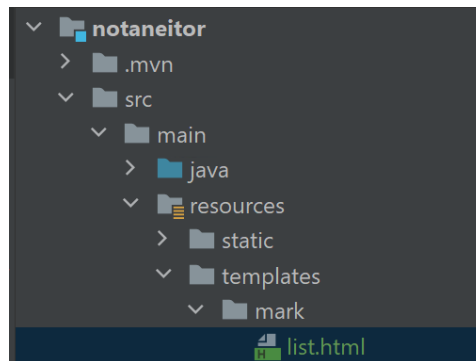 notaneitor
.mvn
src
main
java
resources
static
templates
mark
list.html